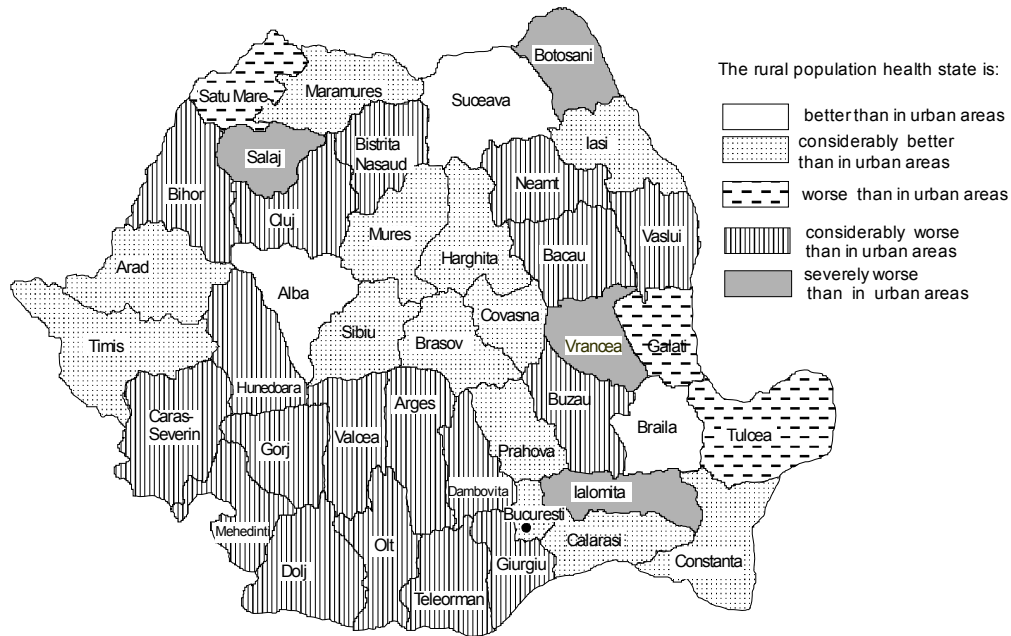 Botosani
The rural population health state is:
Satu Mare
Maramures
Suceava
better than in urban areas
considerably better
than in urban areas
Iasi
Salaj
Bistrita
Nasaud
Neamt
worse than in urban areas
Bihor
Cluj
Mures
Vaslui
considerably worse
than in urban areas
Arad
Harghita
Bacau
severely worse
than in urban areas
Alba
Timis
Sibiu
Brasov
Covasna
Vrancea
Galati
Hunedoara
Arges
Buzau
Caras-
Severin
Gorj
Valcea
Braila
Tulcea
Prahova
Dambovita
Ialomita
Bucuresti
Mehedinti
Olt
Calarasi
Constanta
Dolj
Giurgiu
Teleorman